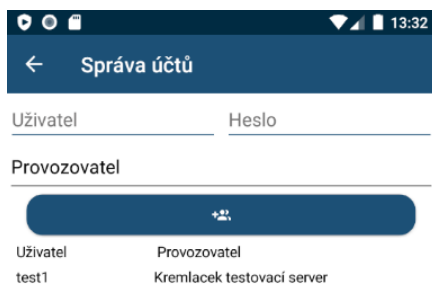 13:32
Správa účtů
Uživatel Heslo
Provozovatel
Uživatel Provozovatel
test1 Kremlacek testovací server